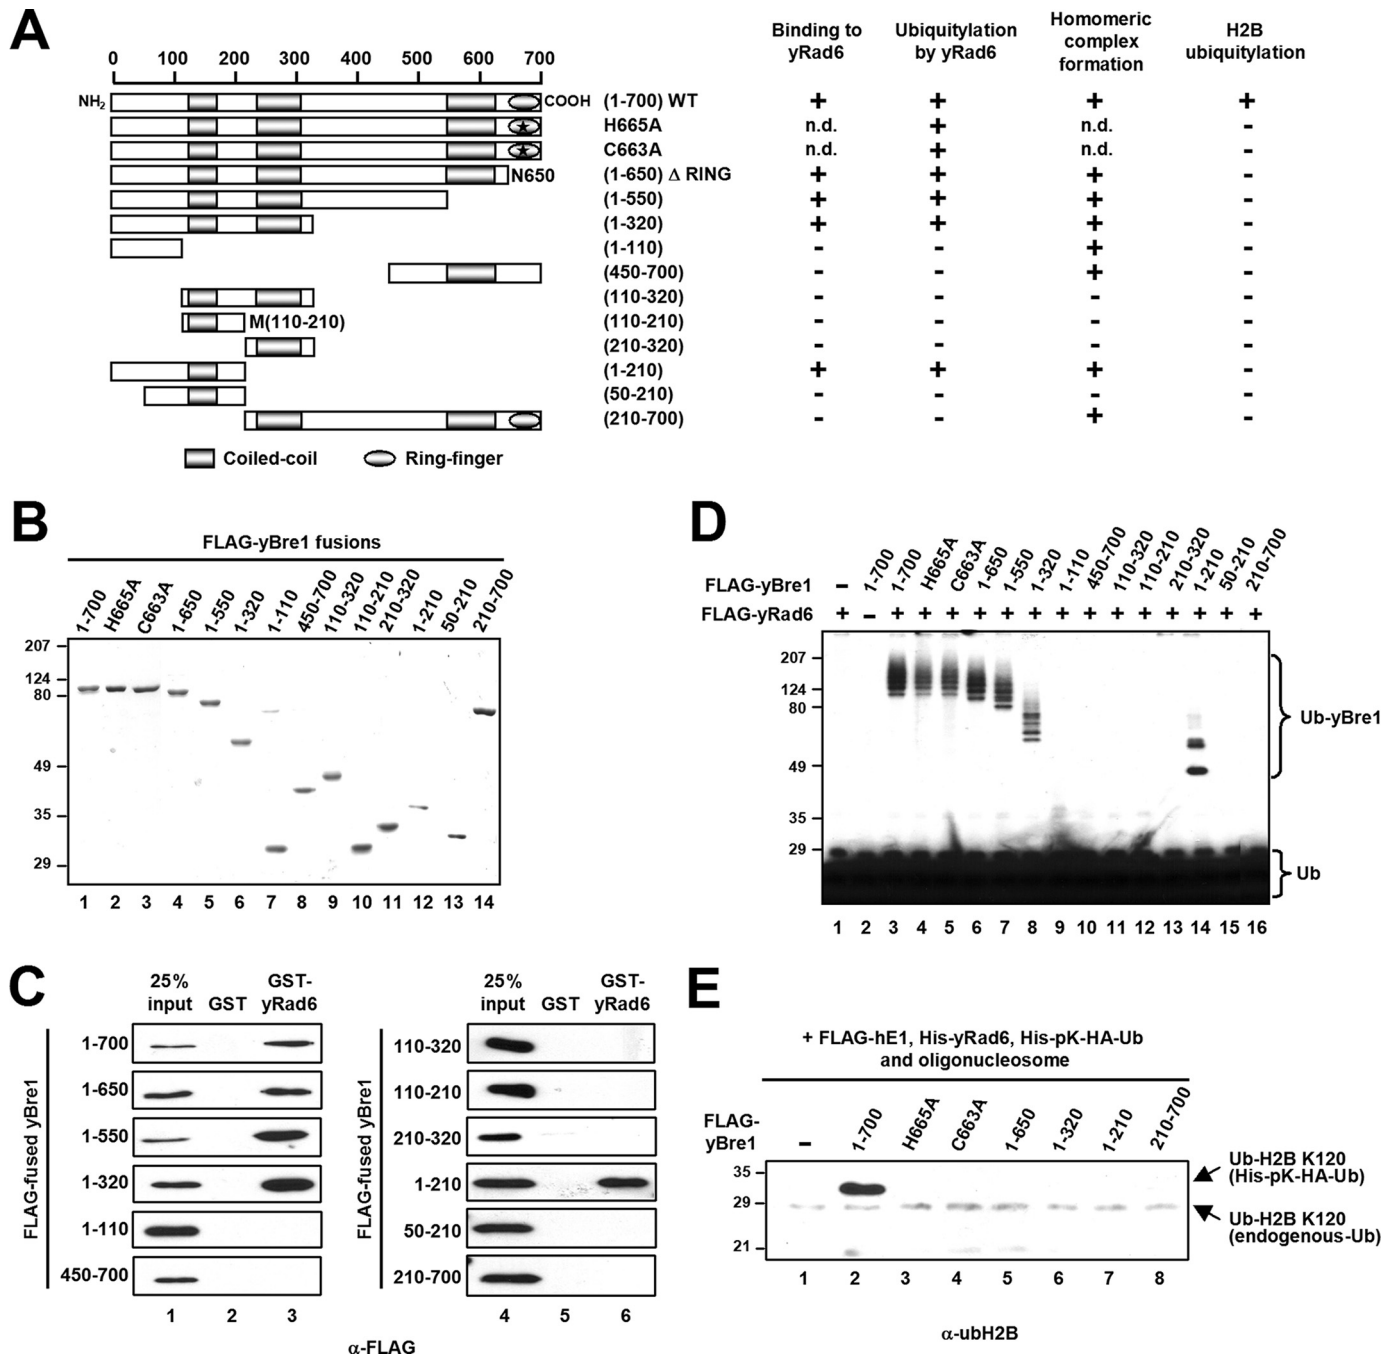 A
Binding to yRad6
Ubiquitylation by yRad6
Homomeric complex formation
H2B ubiquitylation
0 100 200 300 400 500 600 700
NH2 COOH (1-700) WT + + + +
H665A n.d. + n.d. -
C663A n.d. + n.d. -
N650 (1-650) Δ RING + + + -
(1-550) + + + -
(1-320) + + + -
(1-110) - - + -
(450-700) - - + -
(110-320) - - - -
M(110-210) (110-210) - - - -
(210-320) - - - -
(1-210) + + + -
(50-210) - - - -
(210-700) - - + -
Coiled-coil Ring-finger
B
FLAG-yBre1 fusions
1-700 H665A C663A 1-650 1-550 1-320 1-110 450-700 110-320 110-210 210-320 1-210 50-210 210-700
207
124
80
49
35
29
1 2 3 4 5 6 7 8 9 10 11 12 13 14
C
25% input GST GST-yRad6
FLAG-fused yBre1
1-700
1-650
1-550
1-320
1-110
450-700
1 2 3
25% input GST GST-yRad6
FLAG-fused yBre1
110-320
110-210
210-320
1-210
50-210
210-700
4 5 6
α-FLAG
D
FLAG-yBre1 – 1-700 1-700 H665A C663A 1-650 1-550 1-320 1-110 450-700 110-320 110-210 210-320 1-210 50-210 210-700
FLAG-yRad6 + – + + + + + + + + + + + + + +
207
124
80
49
35
29
Ub-yBre1
Ub
1 2 3 4 5 6 7 8 9 10 11 12 13 14 15 16
E
+ FLAG-hE1, His-yRad6, His-pK-HA-Ub
and oligonucleosome
FLAG-yBre1 – 1-700 H665A C663A 1-650 1-320 1-210 210-700
35
29
21
Ub-H2B K120
(His-pK-HA-Ub)
Ub-H2B K120
(endogenous-Ub)
1 2 3 4 5 6 7 8
α-ubH2B